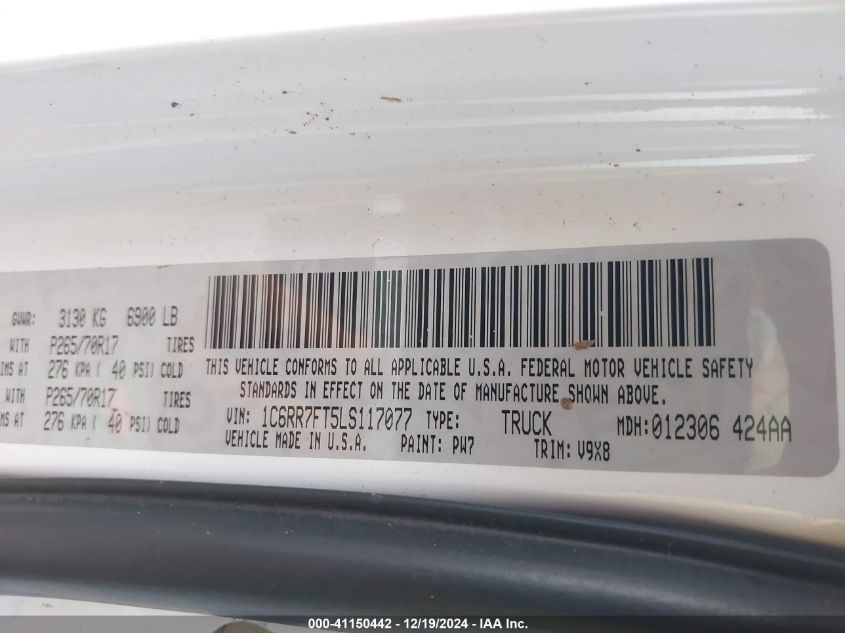 GVWR: 3130 KG 6900 LB
WITH P265/70R17 TIRES
IMS AT 276 KPA ( 40 PSI) COLD
WITH P265/70R17 TIRES
IMS AT 276 KPA ( 40 PSI) COLD
THIS VEHICLE CONFORMS TO ALL APPLICABLE U.S.A. FEDERAL MOTOR VEHICLE SAFETY
STANDARDS IN EFFECT ON THE DATE OF MANUFACTURE SHOWN ABOVE.
VIN: 1C6RR7FT5LS117077 TYPE: TRUCK MDH:012306 424AA
VEHICLE MADE IN U.S.A. PAINT: PW7 TRIM: V9X8
000-41150442 - 12/19/2024 - IAA Inc.